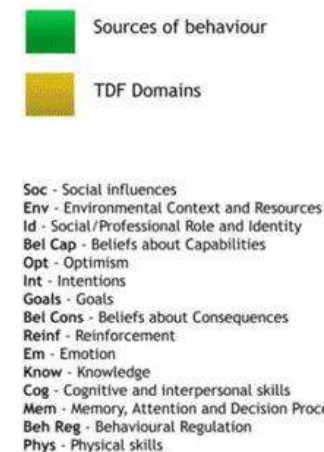 Sources of behaviour
TDF Domains
Soc - Social influences
Env - Environmental Context and Resources
Id - Social/Professional Role and Identity
Bel Cap - Beliefs about Capabilities
Opt - Optimism
Int - Intentions
Goals - Goals
Bel Cons - Beliefs about Consequences
Reinf - Reinforcement
Em - Emotion
Know - Knowledge
Cog - Cognitive and interpersonal skills
Mem - Memory, Attention and Decision Proce
Beh Reg - Behavioural Regulation
Phys - Physical skills